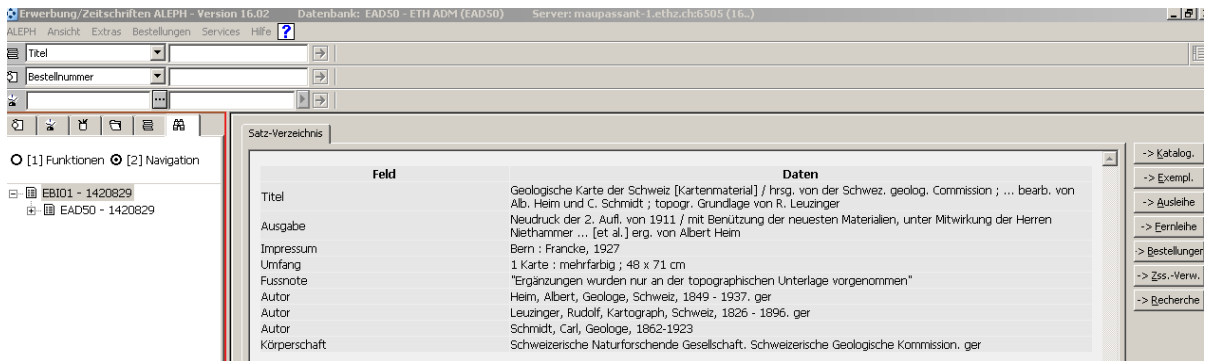 Erwerbung/Zeitschriften ALEPH - Version 16.02 Datenbank: EAD50 - ETH ADM (EAD50) Server: maupassant-1.ethz.ch:6505 (16..)
ALEPH Ansicht Extras Bestellungen Services Hilfe ?
Titel
Bestellnummer
...
Satz-Verzeichnis
[1] Funktionen [2] Navigation
EBI01 - 1420829
EAD50 - 1420829
Feld Daten
Titel Geologische Karte der Schweiz [Kartenmaterial] / hrsg. von der Schwez. geolog. Commission ; ... bearb. von
Alb. Heim und C. Schmidt ; topogr. Grundlage von R. Leuzinger
Ausgabe Neudruck der 2. Aufl. von 1911 / mit Benützung der neuesten Materialien, unter Mitwirkung der Herren
Niethammer ... [et al.] erg. von Albert Heim
Impressum Bern : Francke, 1927
Umfang 1 Karte : mehrfarbig ; 48 x 71 cm
Fussnote "Ergänzungen wurden nur an der topographischen Unterlage vorgenommen"
Autor Heim, Albert, Geologe, Schweiz, 1849 - 1937. ger
Autor Leuzinger, Rudolf, Kartograph, Schweiz, 1826 - 1896. ger
Autor Schmidt, Carl, Geologe, 1862-1923
Körperschaft Schweizerische Naturforschende Gesellschaft. Schweizerische Geologische Kommission. ger
-> Katalog.
-> Exempl.
-> Ausleihe
-> Fernleihe
-> Bestellunger
-> Zss.-Verw.
-> Recherche